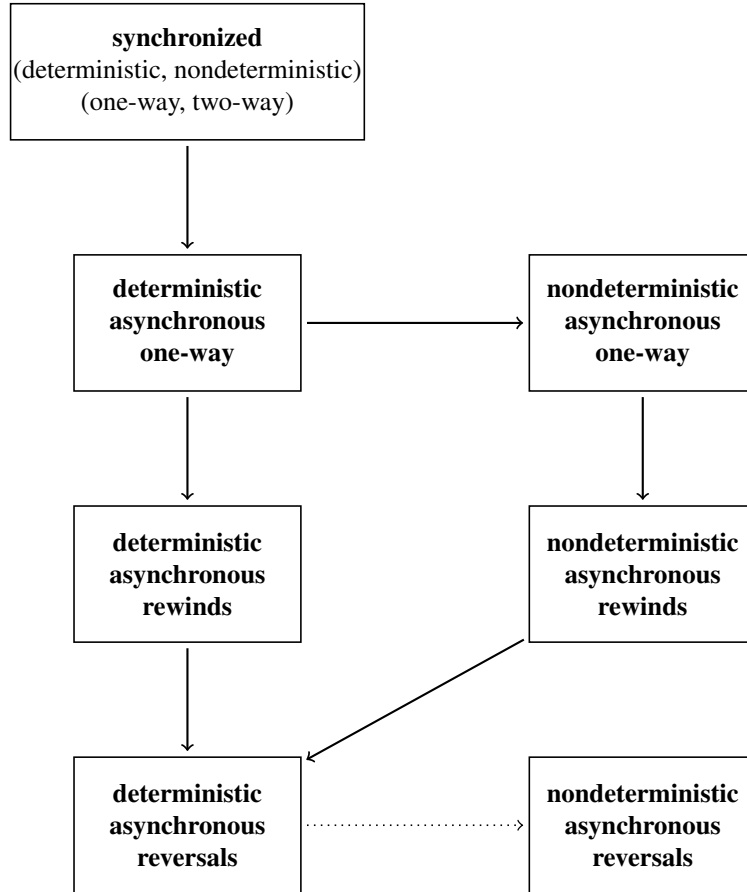 synchronized
(deterministic, nondeterministic)
(one-way, two-way)
deterministic
asynchronous
one-way
nondeterministic
asynchronous
one-way
deterministic
asynchronous
rewinds
nondeterministic
asynchronous
rewinds
deterministic
asynchronous
reversals
nondeterministic
asynchronous
reversals